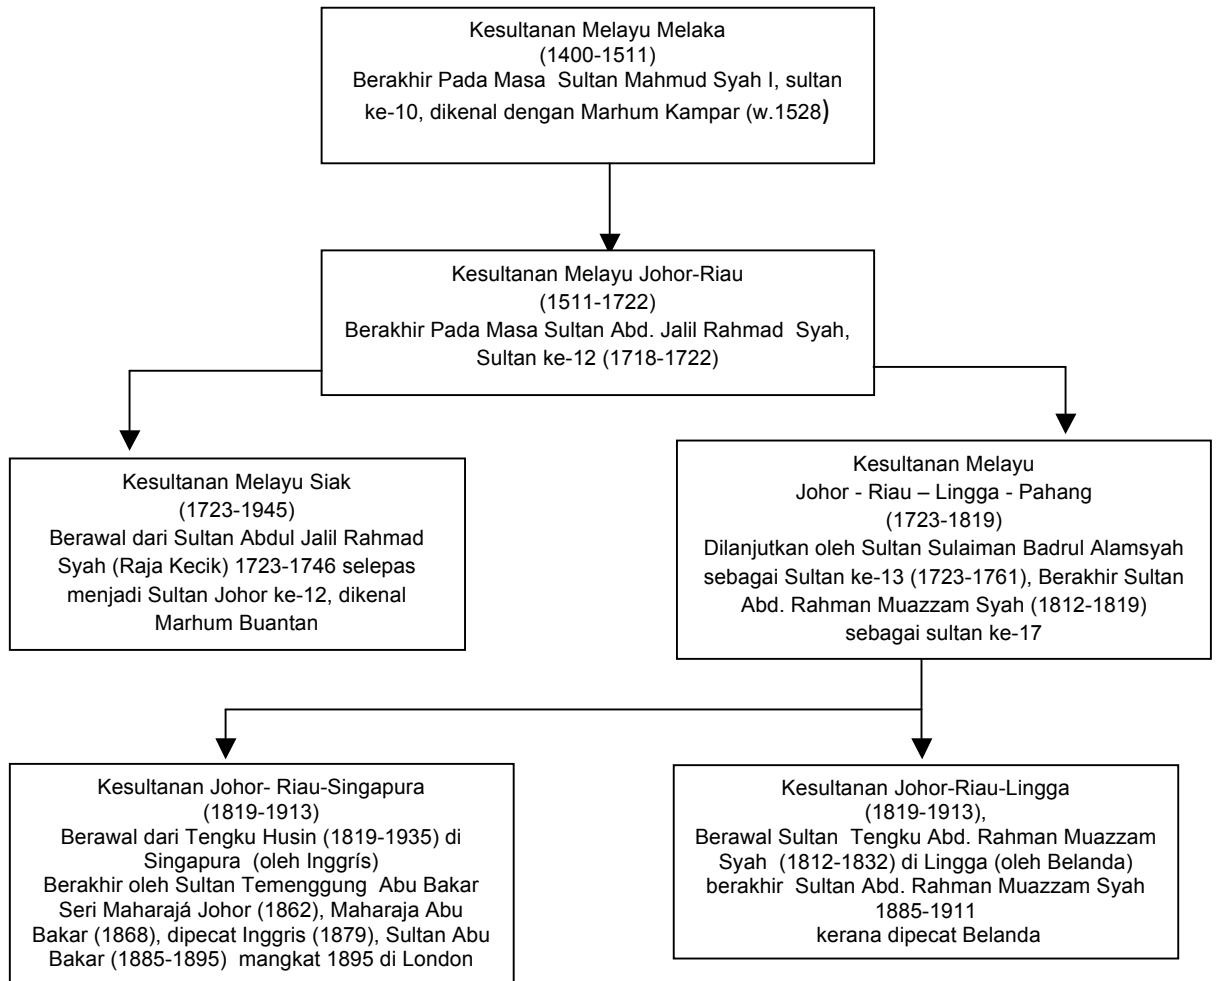 Kesultanan Melayu Melaka
(1400-1511)
Berakhir Pada Masa  Sultan Mahmud Syah I, sultan
ke-10, dikenal dengan Marhum Kampar (w.1528)
Kesultanan Melayu Johor-Riau
(1511-1722)
Berakhir Pada Masa Sultan Abd. Jalil Rahmad  Syah,
Sultan ke-12 (1718-1722)
Kesultanan Melayu Siak
(1723-1945)
Berawal dari Sultan Abdul Jalil Rahmad
Syah (Raja Kecik) 1723-1746 selepas
menjadi Sultan Johor ke-12, dikenal
Marhum Buantan
Kesultanan Melayu
Johor - Riau – Lingga - Pahang
(1723-1819)
Dilanjutkan oleh Sultan Sulaiman Badrul Alamsyah
sebagai Sultan ke-13 (1723-1761), Berakhir Sultan
Abd. Rahman Muazzam Syah (1812-1819)
sebagai sultan ke-17
Kesultanan Johor- Riau-Singapura
(1819-1913)
Berawal dari Tengku Husin (1819-1935) di
Singapura  (oleh Inggrís)
Berakhir oleh Sultan Temenggung  Abu Bakar
Seri Maharajá Johor (1862), Maharaja Abu
Bakar (1868), dipecat Inggris (1879), Sultan Abu
Bakar (1885-1895)  mangkat 1895 di London
Kesultanan Johor-Riau-Lingga
(1819-1913),
Berawal Sultan  Tengku Abd. Rahman Muazzam
Syah  (1812-1832) di Lingga (oleh Belanda)
berakhir  Sultan Abd. Rahman Muazzam Syah
1885-1911
kerana dipecat Belanda